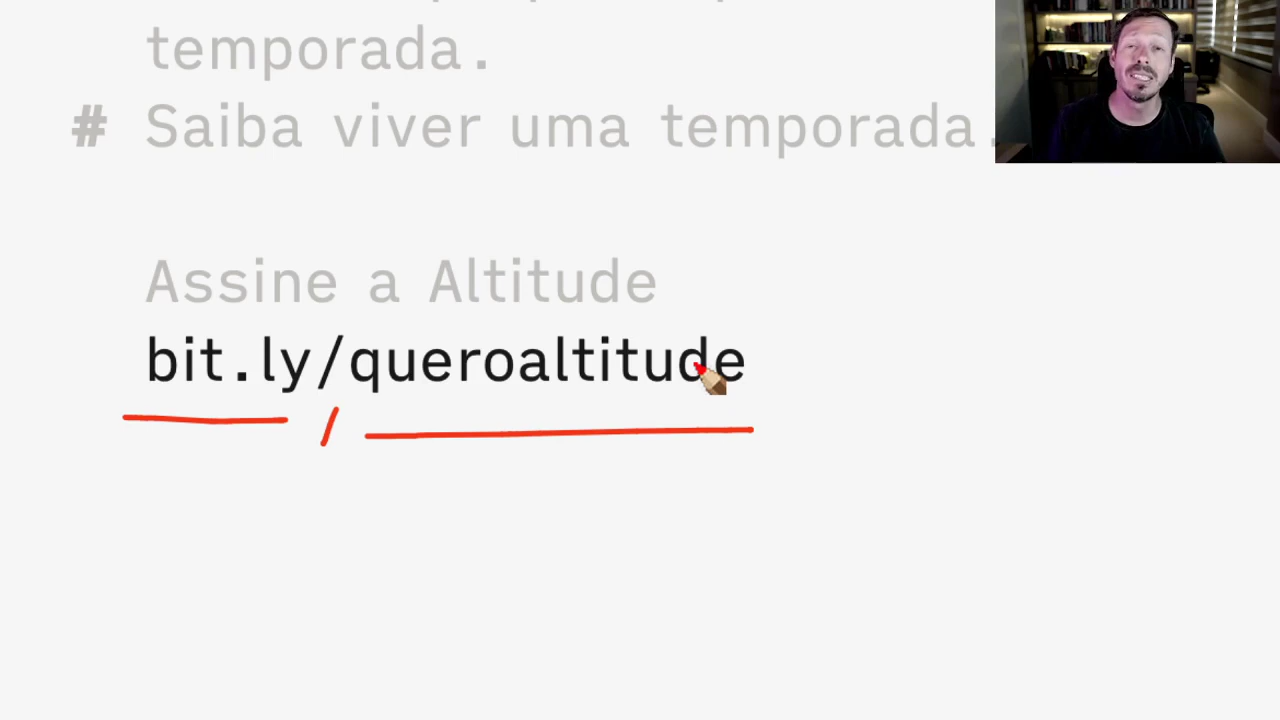 temporada.
# Saiba viver uma temporada.
Assine a Altitude
bit.ly/queroaltitude